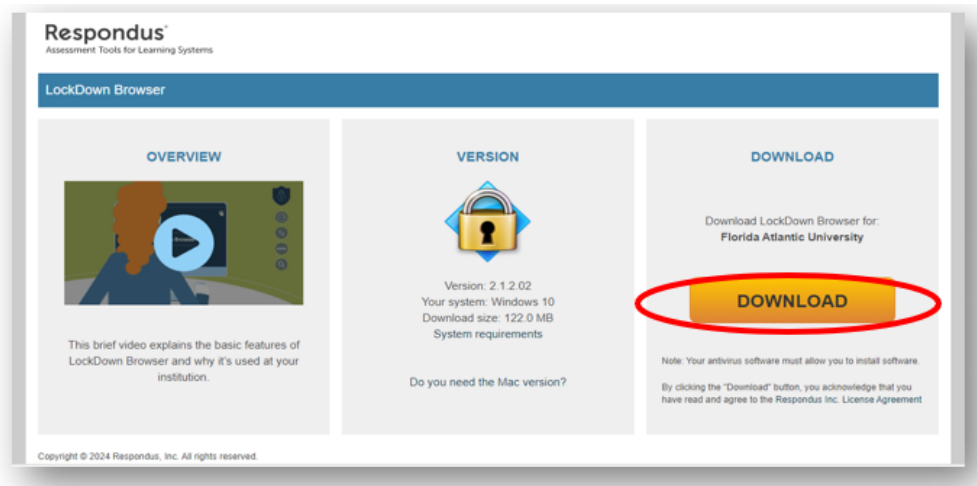 Respondus
Assessment Tools for Learning Systems
LockDown Browser
OVERVIEW
This brief video explains the basic features of
LockDown Browser and why it's used at your
institution.
VERSION
Version: 2.1.2.02
Your system: Windows 10
Download size: 122.0 MB
System requirements
Do you need the Mac version?
DOWNLOAD
Download LockDown Browser for:
Florida Atlantic University
DOWNLOAD
Note: Your antivirus software must allow you to install software.
By clicking the "Download" button, you acknowledge that you
have read and agree to the Respondus Inc. License Agreement
Copyright © 2024 Respondus, Inc. All rights reserved.